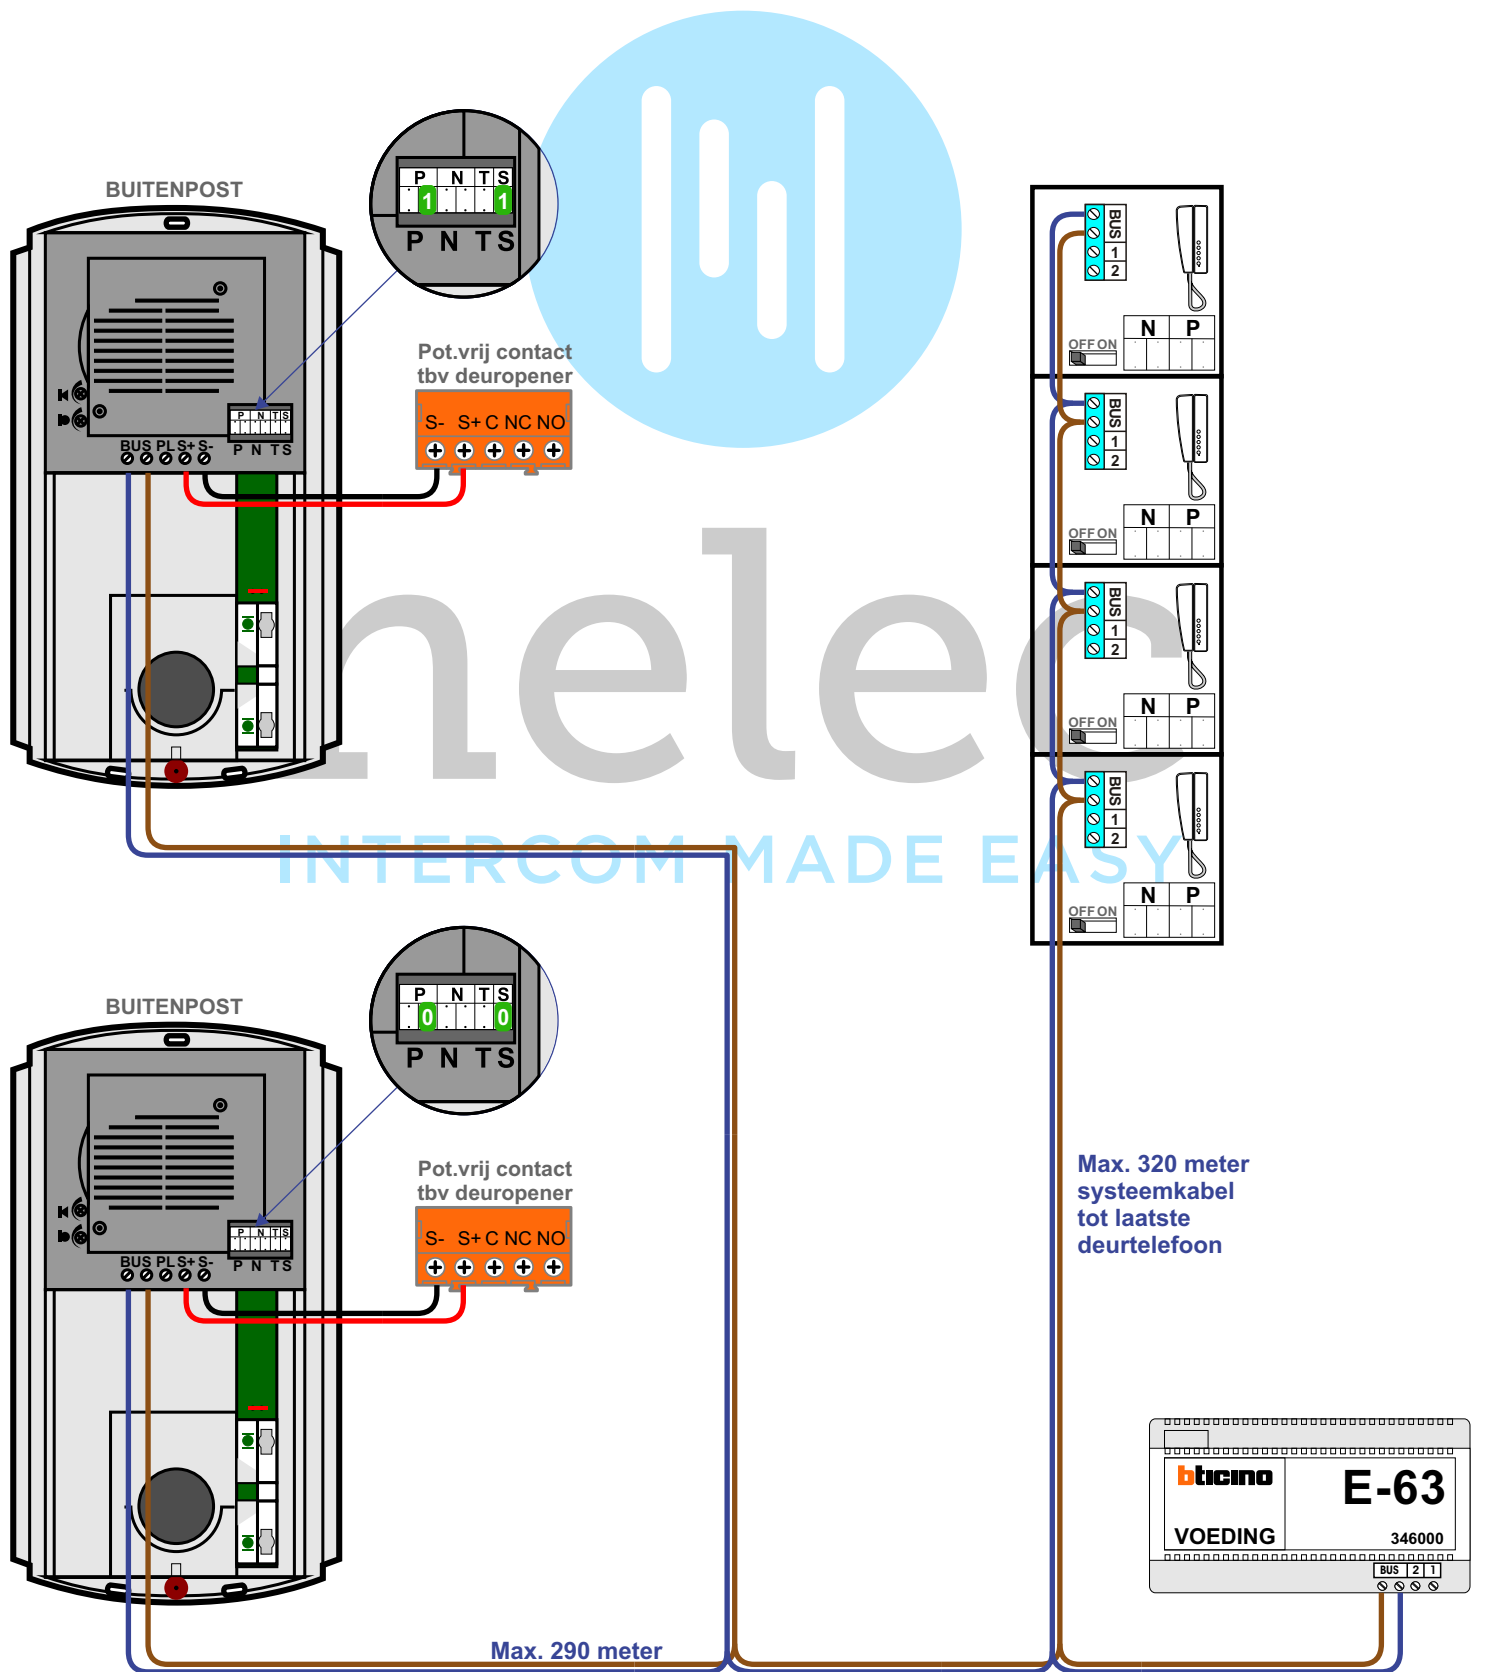 BUITENPOST
P N T S
1 1
P N T S
Pot.vrij contact
tbv deuropener
S- S+ C NC NO
P N T S
BUS PL S+ S-
P N T S
BUS
1
2
N P
OFF ON
BUS
1
2
N P
OFF ON
BUS
1
2
N P
OFF ON
BUS
1
2
N P
OFF ON
nelec
INTERCOM MADE EASY
BUITENPOST
P N T S
0 0
P N T S
Pot.vrij contact
tbv deuropener
S- S+ C NC NO
P N T S
BUS PL S+ S-
P N T S
Max. 320 meter
systeemkabel
tot laatste
deurtelefoon
bticino
E-63
VOEDING
346000
BUS 2 1
Max. 290 meter